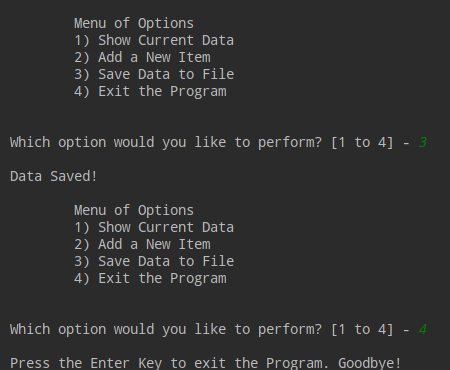 Menu of Options
1) Show Current Data
2) Add a New Item
3) Save Data to File
4) Exit the Program
Which option would you like to perform? [1 to 4] - 3
Data Saved!
Menu of Options
1) Show Current Data
2) Add a New Item
3) Save Data to File
4) Exit the Program
Which option would you like to perform? [1 to 4] - 4
Press the Enter Key to exit the Program. Goodbye!